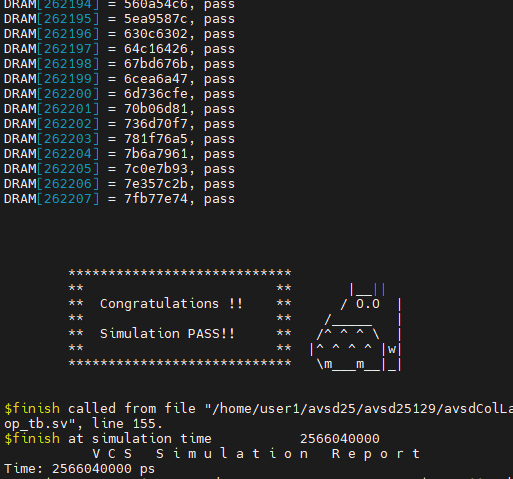 DRAM[262194] = 560a54c6, pass
DRAM[262195] = 5ea9587c, pass
DRAM[262196] = 630c6302, pass
DRAM[262197] = 64c16426, pass
DRAM[262198] = 67bd676b, pass
DRAM[262199] = 6cea6a47, pass
DRAM[262200] = 6d736cfe, pass
DRAM[262201] = 70b06d81, pass
DRAM[262202] = 736d70f7, pass
DRAM[262203] = 781f76a5, pass
DRAM[262204] = 7b6a7961, pass
DRAM[262205] = 7c0e7b93, pass
DRAM[262206] = 7e357c2b, pass
DRAM[262207] = 7fb77e74, pass
        ****************************
        **                        **        |__||
        **  Congratulations !!    **       / O.O  |
        **                        **     /_____   |
        **  Simulation PASS!!     **    /^ ^ ^ \  |
        **                        **   |^ ^ ^ ^ |w|
        ****************************    \m___m__|_|
$finish called from file "/home/user1/avsd25/avsd25129/avsdColLa
op_tb.sv", line 155.
$finish at simulation time           2566040000
           V C S   S i m u l a t i o n   R e p o r t
Time: 2566040000 ps